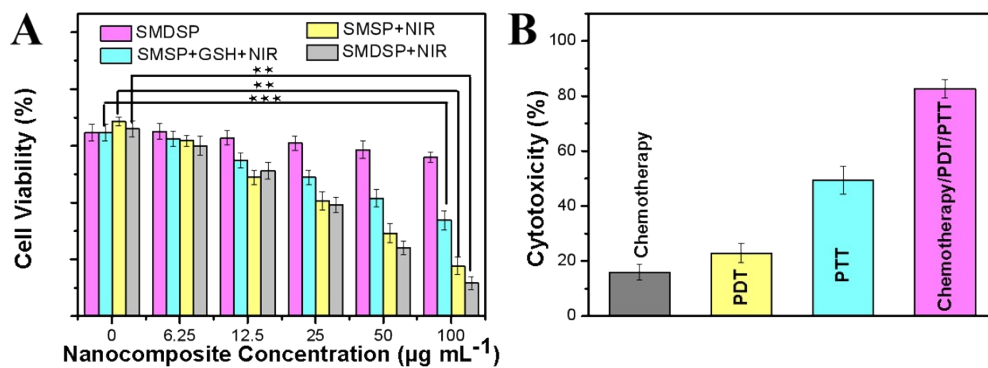 A
SMDSP
SMSP+NIR
SMSP+GSH+NIR
SMDSP+NIR
★★
★★
★★★
Cell Viability (%)
0 6.25 12.5 25 50 100
Nanocomposite Concentration (µg mL⁻¹)
B
100
80
60
40
20
0
Cytotoxicity (%)
Chemotherapy
PDT
PTT
Chemotherapy/PDT/PTT